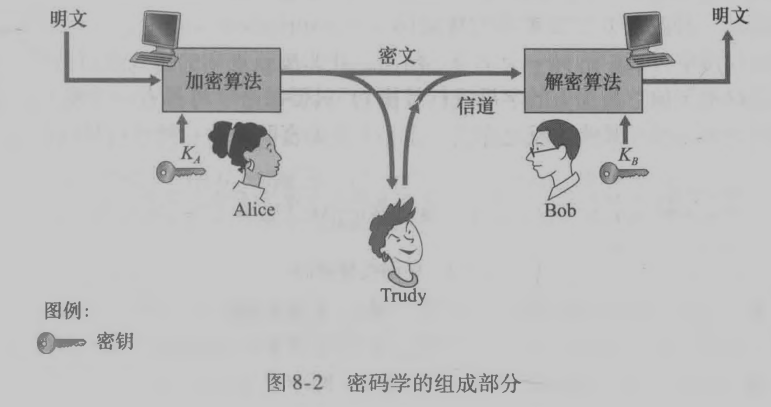 明文
明文
密文
加密算法
解密算法
信道
K_A
K_B
Alice
Bob
Trudy
图例:
密钥
图 8-2 密码学的组成部分